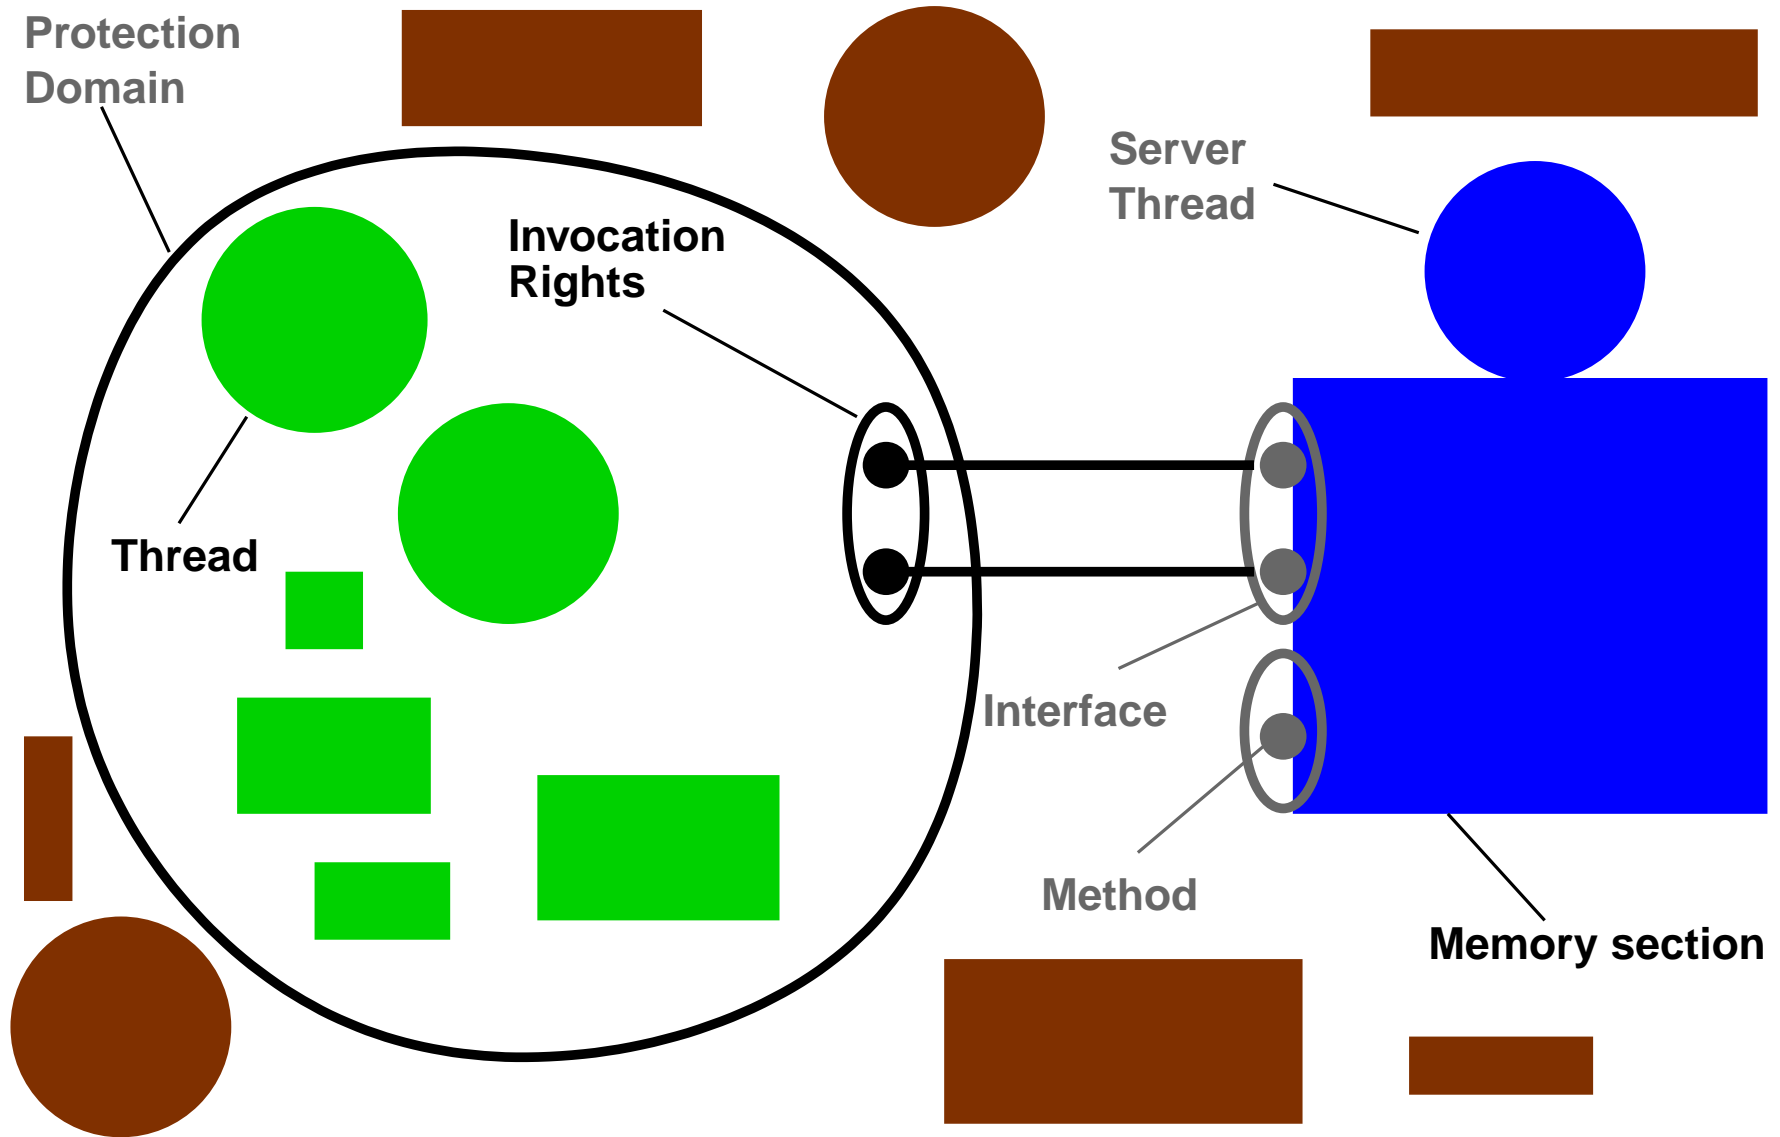 Protection
Domain
Server
Thread
Invocation
Rights
Thread
Interface
Method
Memory section